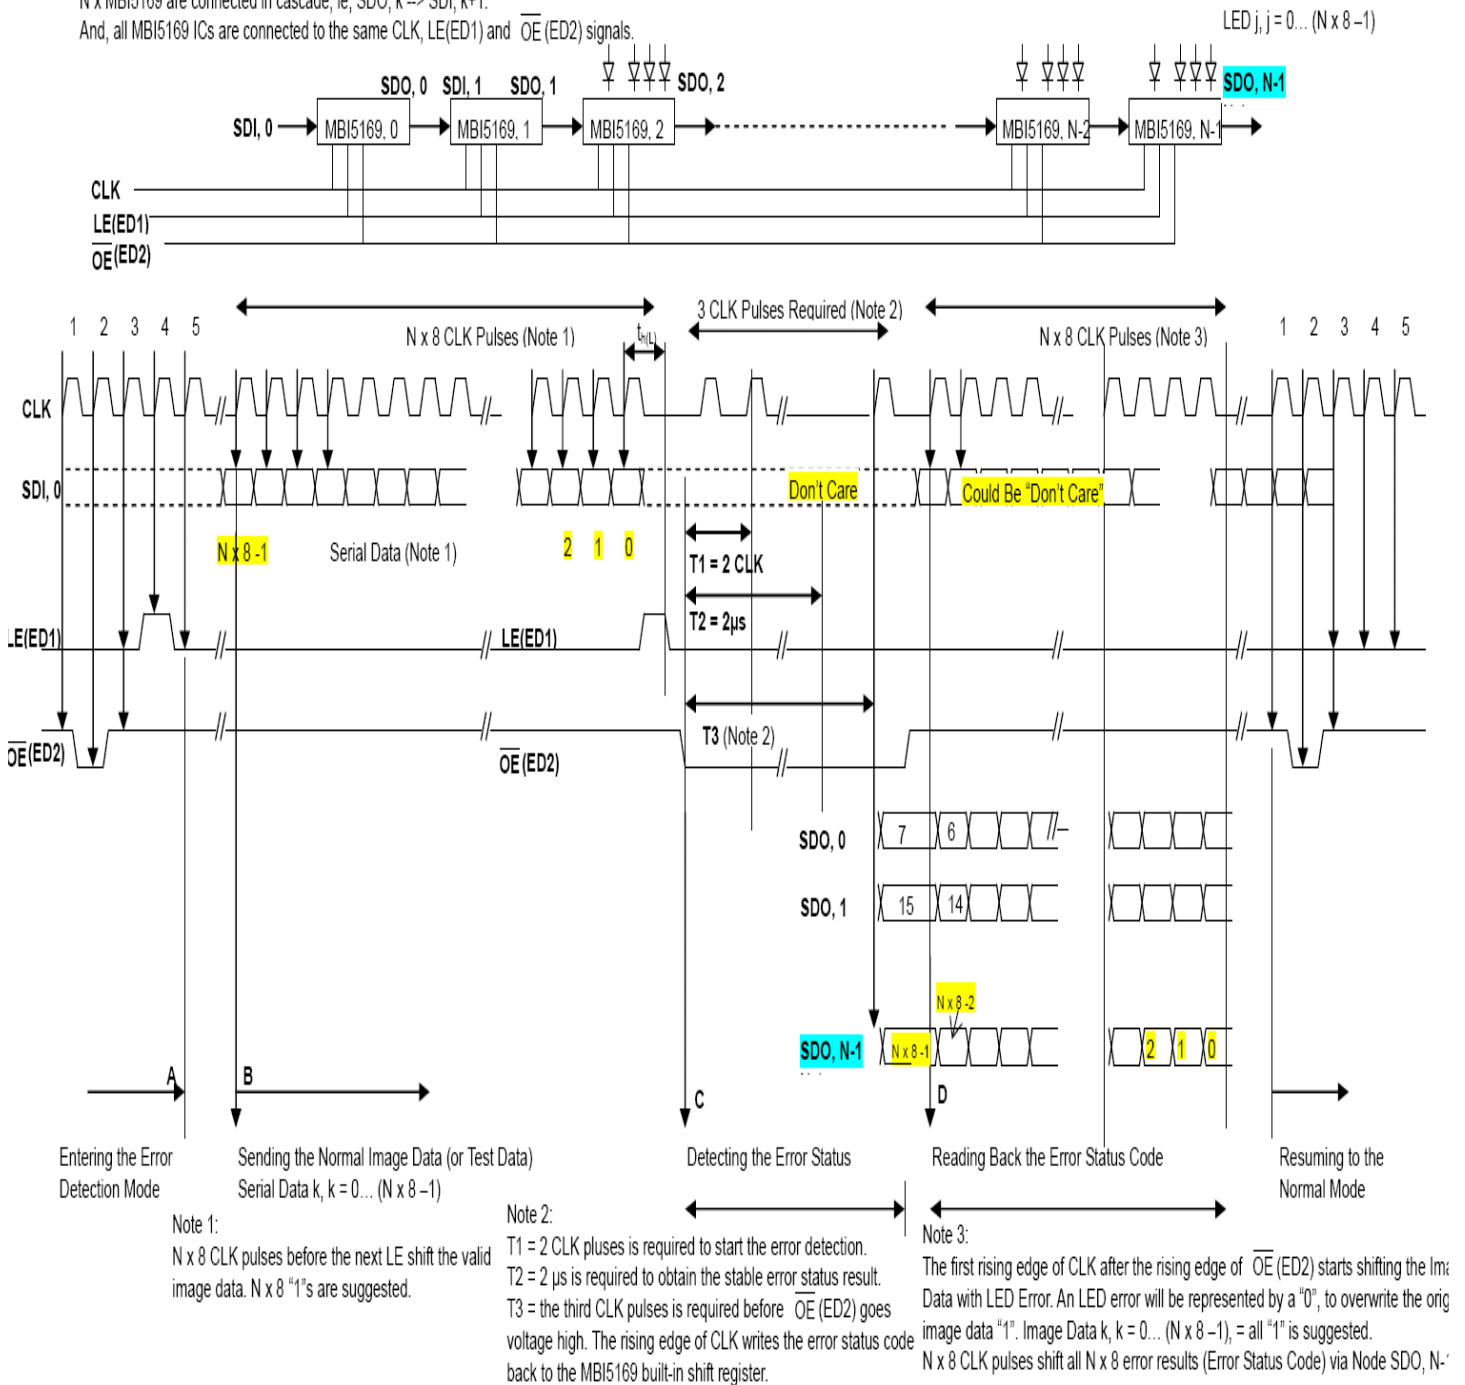 N x MBI5169 are connected in cascade, ie, SDO, k --> SDI, k+1.
And, all MBI5169 ICs are connected to the same CLK, LE(ED1) and OE (ED2) signals.
LED j, j = 0... (N x 8 –1)
SDO, 0 SDI, 1 SDO, 1 SDO, 2 SDO, N-1
SDI, 0 MBI5169, 0 MBI5169, 1 MBI5169, 2 MBI5169, N-2 MBI5169, N-1
CLK
LE(ED1)
OE (ED2)
1 2 3 4 5 N x 8 CLK Pulses (Note 1) th(L) 3 CLK Pulses Required (Note 2) N x 8 CLK Pulses (Note 3) 1 2 3 4 5
CLK
SDI, 0 Don't Care Could Be "Don't Care"
N x 8 -1 Serial Data (Note 1) 2 1 0
T1 = 2 CLK
T2 = 2µs
LE(ED1) LE(ED1)
T3 (Note 2)
OE (ED2) OE (ED2)
SDO, 0 7 6
SDO, 1 15 14
N x 8 -2
SDO, N-1 N x 8 -1 2 1 0
A B C D
Entering the Error
Detection Mode
Sending the Normal Image Data (or Test Data)
Serial Data k, k = 0... (N x 8 –1)
Detecting the Error Status
Reading Back the Error Status Code
Resuming to the
Normal Mode
Note 1:
N x 8 CLK pulses before the next LE shift the valid
image data. N x 8 "1"s are suggested.
Note 2:
T1 = 2 CLK pluses is required to start the error detection.
T2 = 2 µs is required to obtain the stable error status result.
T3 = the third CLK pulses is required before OE (ED2) goes
voltage high. The rising edge of CLK writes the error status code
back to the MBI5169 built-in shift register.
Note 3:
The first rising edge of CLK after the rising edge of OE (ED2) starts shifting the Ima
Data with LED Error. An LED error will be represented by a "0", to overwrite the orig
image data "1". Image Data k, k = 0... (N x 8 –1), = all "1" is suggested.
N x 8 CLK pulses shift all N x 8 error results (Error Status Code) via Node SDO, N-1